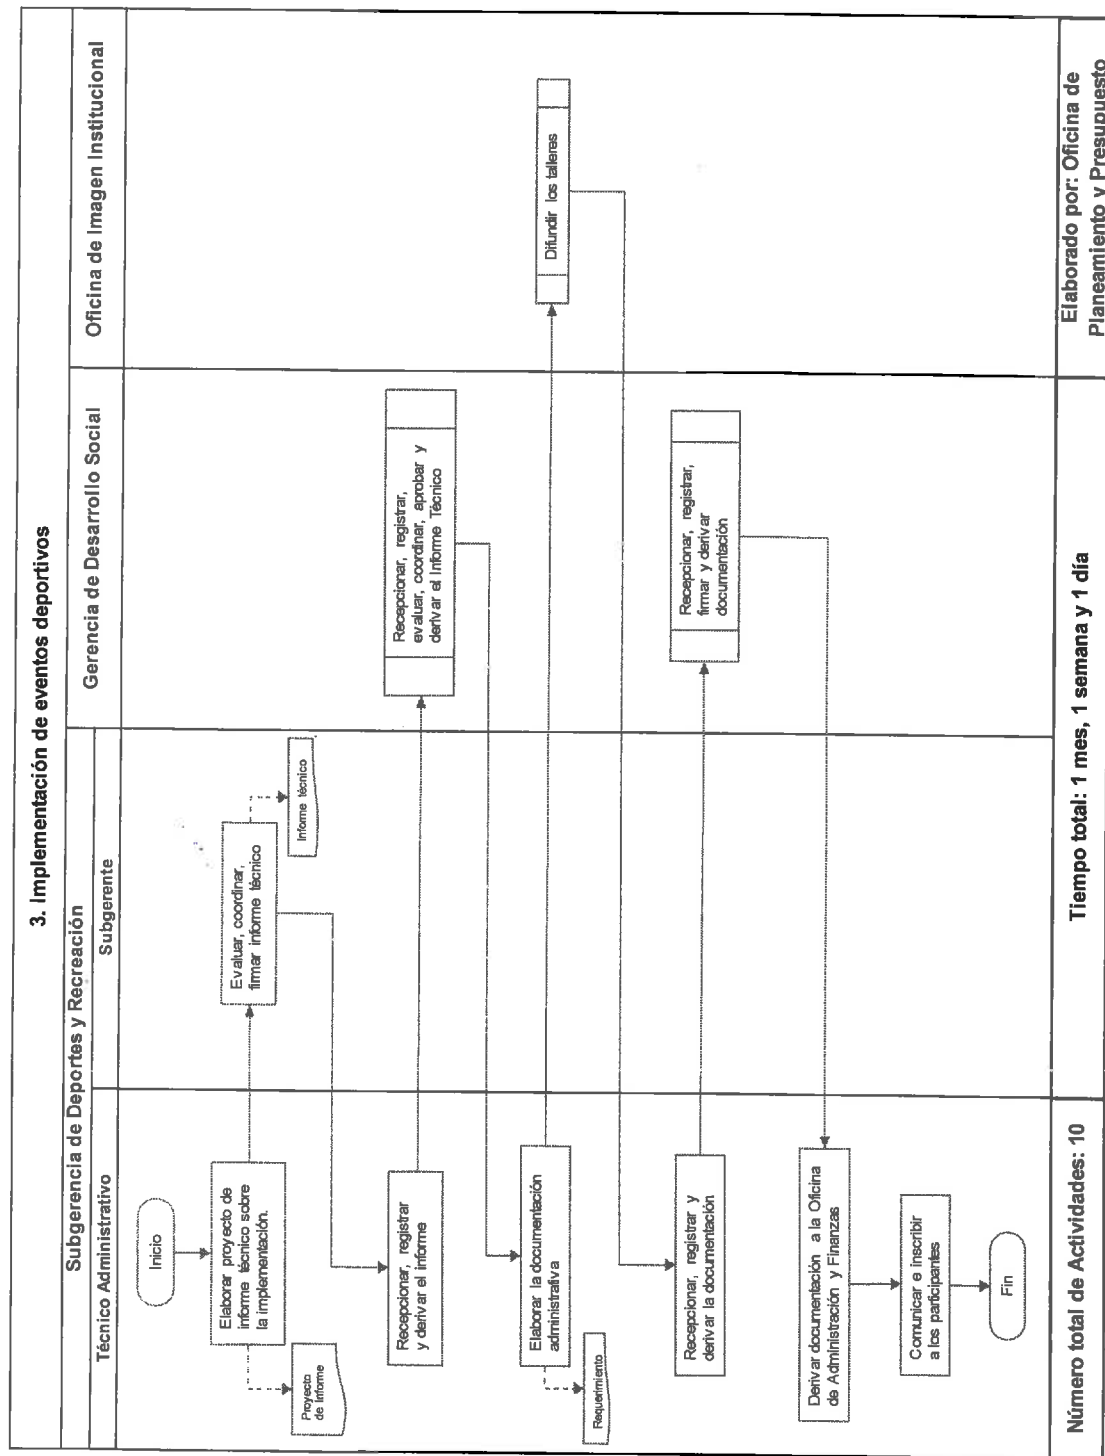 3. Implementación de eventos deportivos
Subgerencia de Deportes y Recreación
Gerencia de Desarrollo Social
Oficina de Imagen Institucional
Técnico Administrativo
Subgerente
Inicio
Elaborar proyecto de
informe técnico sobre
la implementación.
Proyecto
de Informe
Evaluar, coordinar,
firmar informe técnico
Informe técnico
Recepcionar, registrar
y derivar el informe
Recepcionar, registrar,
evaluar, coordinar, aprobar y
derivar el Informe Técnico
Elaborar la documentación
administrativa
Requerimiento
Difundir los talleres
Recepcionar, registrar y
derivar la documentación
Recepcionar, registrar,
firmar y derivar
documentación
Derivar documentación a la Oficina
de Administración y Finanzas
Comunicar e inscribir
a los participantes
Fin
Número total de Actividades: 10
Tiempo total: 1 mes, 1 semana y 1 día
Elaborado por: Oficina de
Planeamiento y Presupuesto